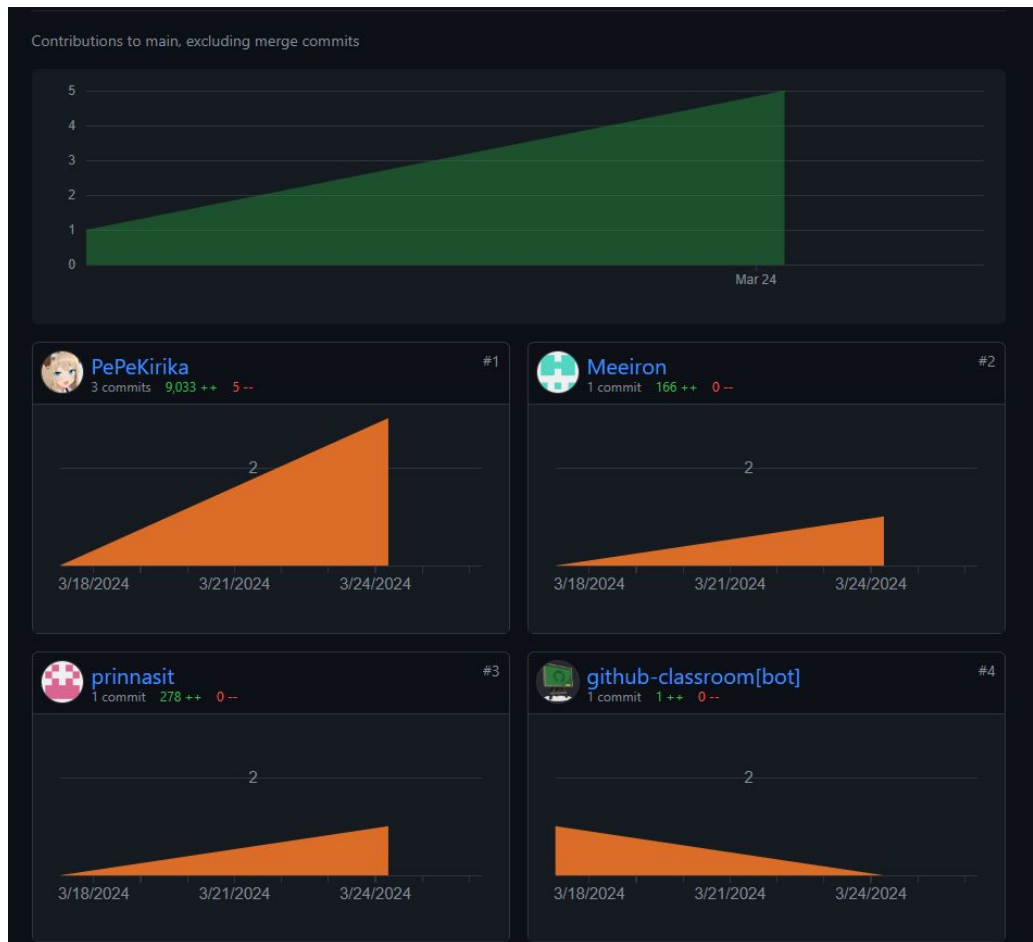 Contributions to main, excluding merge commits
5
4
3
2
1
0
Mar 24
PePeKirika
#1
3 commits 9,033 ++ 5 --
2
3/18/2024 3/21/2024 3/24/2024
Meeiron
#2
1 commit 166 ++ 0 --
2
3/18/2024 3/21/2024 3/24/2024
prinnasit
#3
1 commit 278 ++ 0 --
2
3/18/2024 3/21/2024 3/24/2024
github-classroom[bot]
#4
1 commit 1 ++ 0 --
2
3/18/2024 3/21/2024 3/24/2024